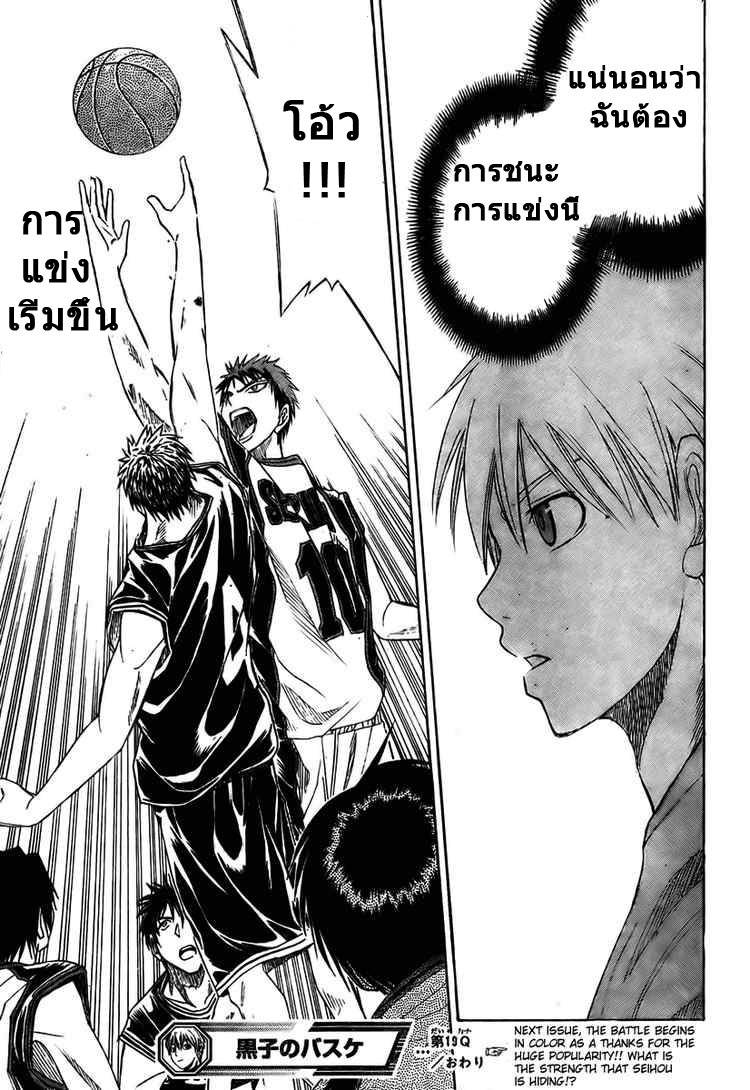 แน่นอนว่า
ฉันต้อง
การชนะ
การแข่งนี้
โอ้ว
!!!
การ
แข่ง
เริ่มขึ้น
10
黒子のバスケ
第19Q
…／おわり
NEXT ISSUE, THE BATTLE BEGINS
IN COLOR AS A THANKS FOR THE
HUGE POPULARITY!! WHAT IS
THE STRENGTH THAT SEIHOU
IS HIDING!?